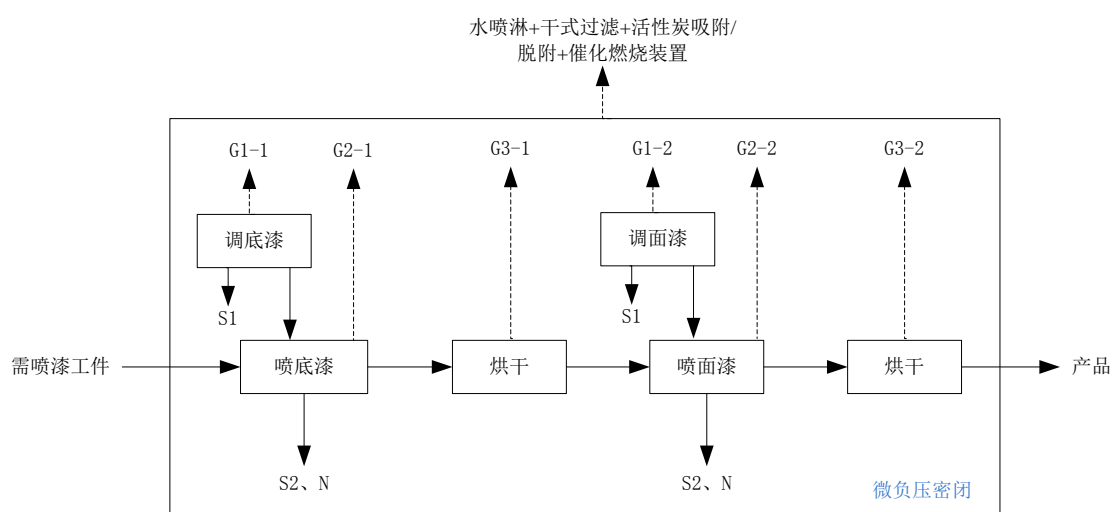 水喷淋+干式过滤+活性炭吸附/
脱附+催化燃烧装置
G1-1
G2-1
G3-1
G1-2
G2-2
G3-2
调底漆
调面漆
S1
S1
需喷漆工件
喷底漆
烘干
喷面漆
烘干
产品
S2、N
S2、N
微负压密闭